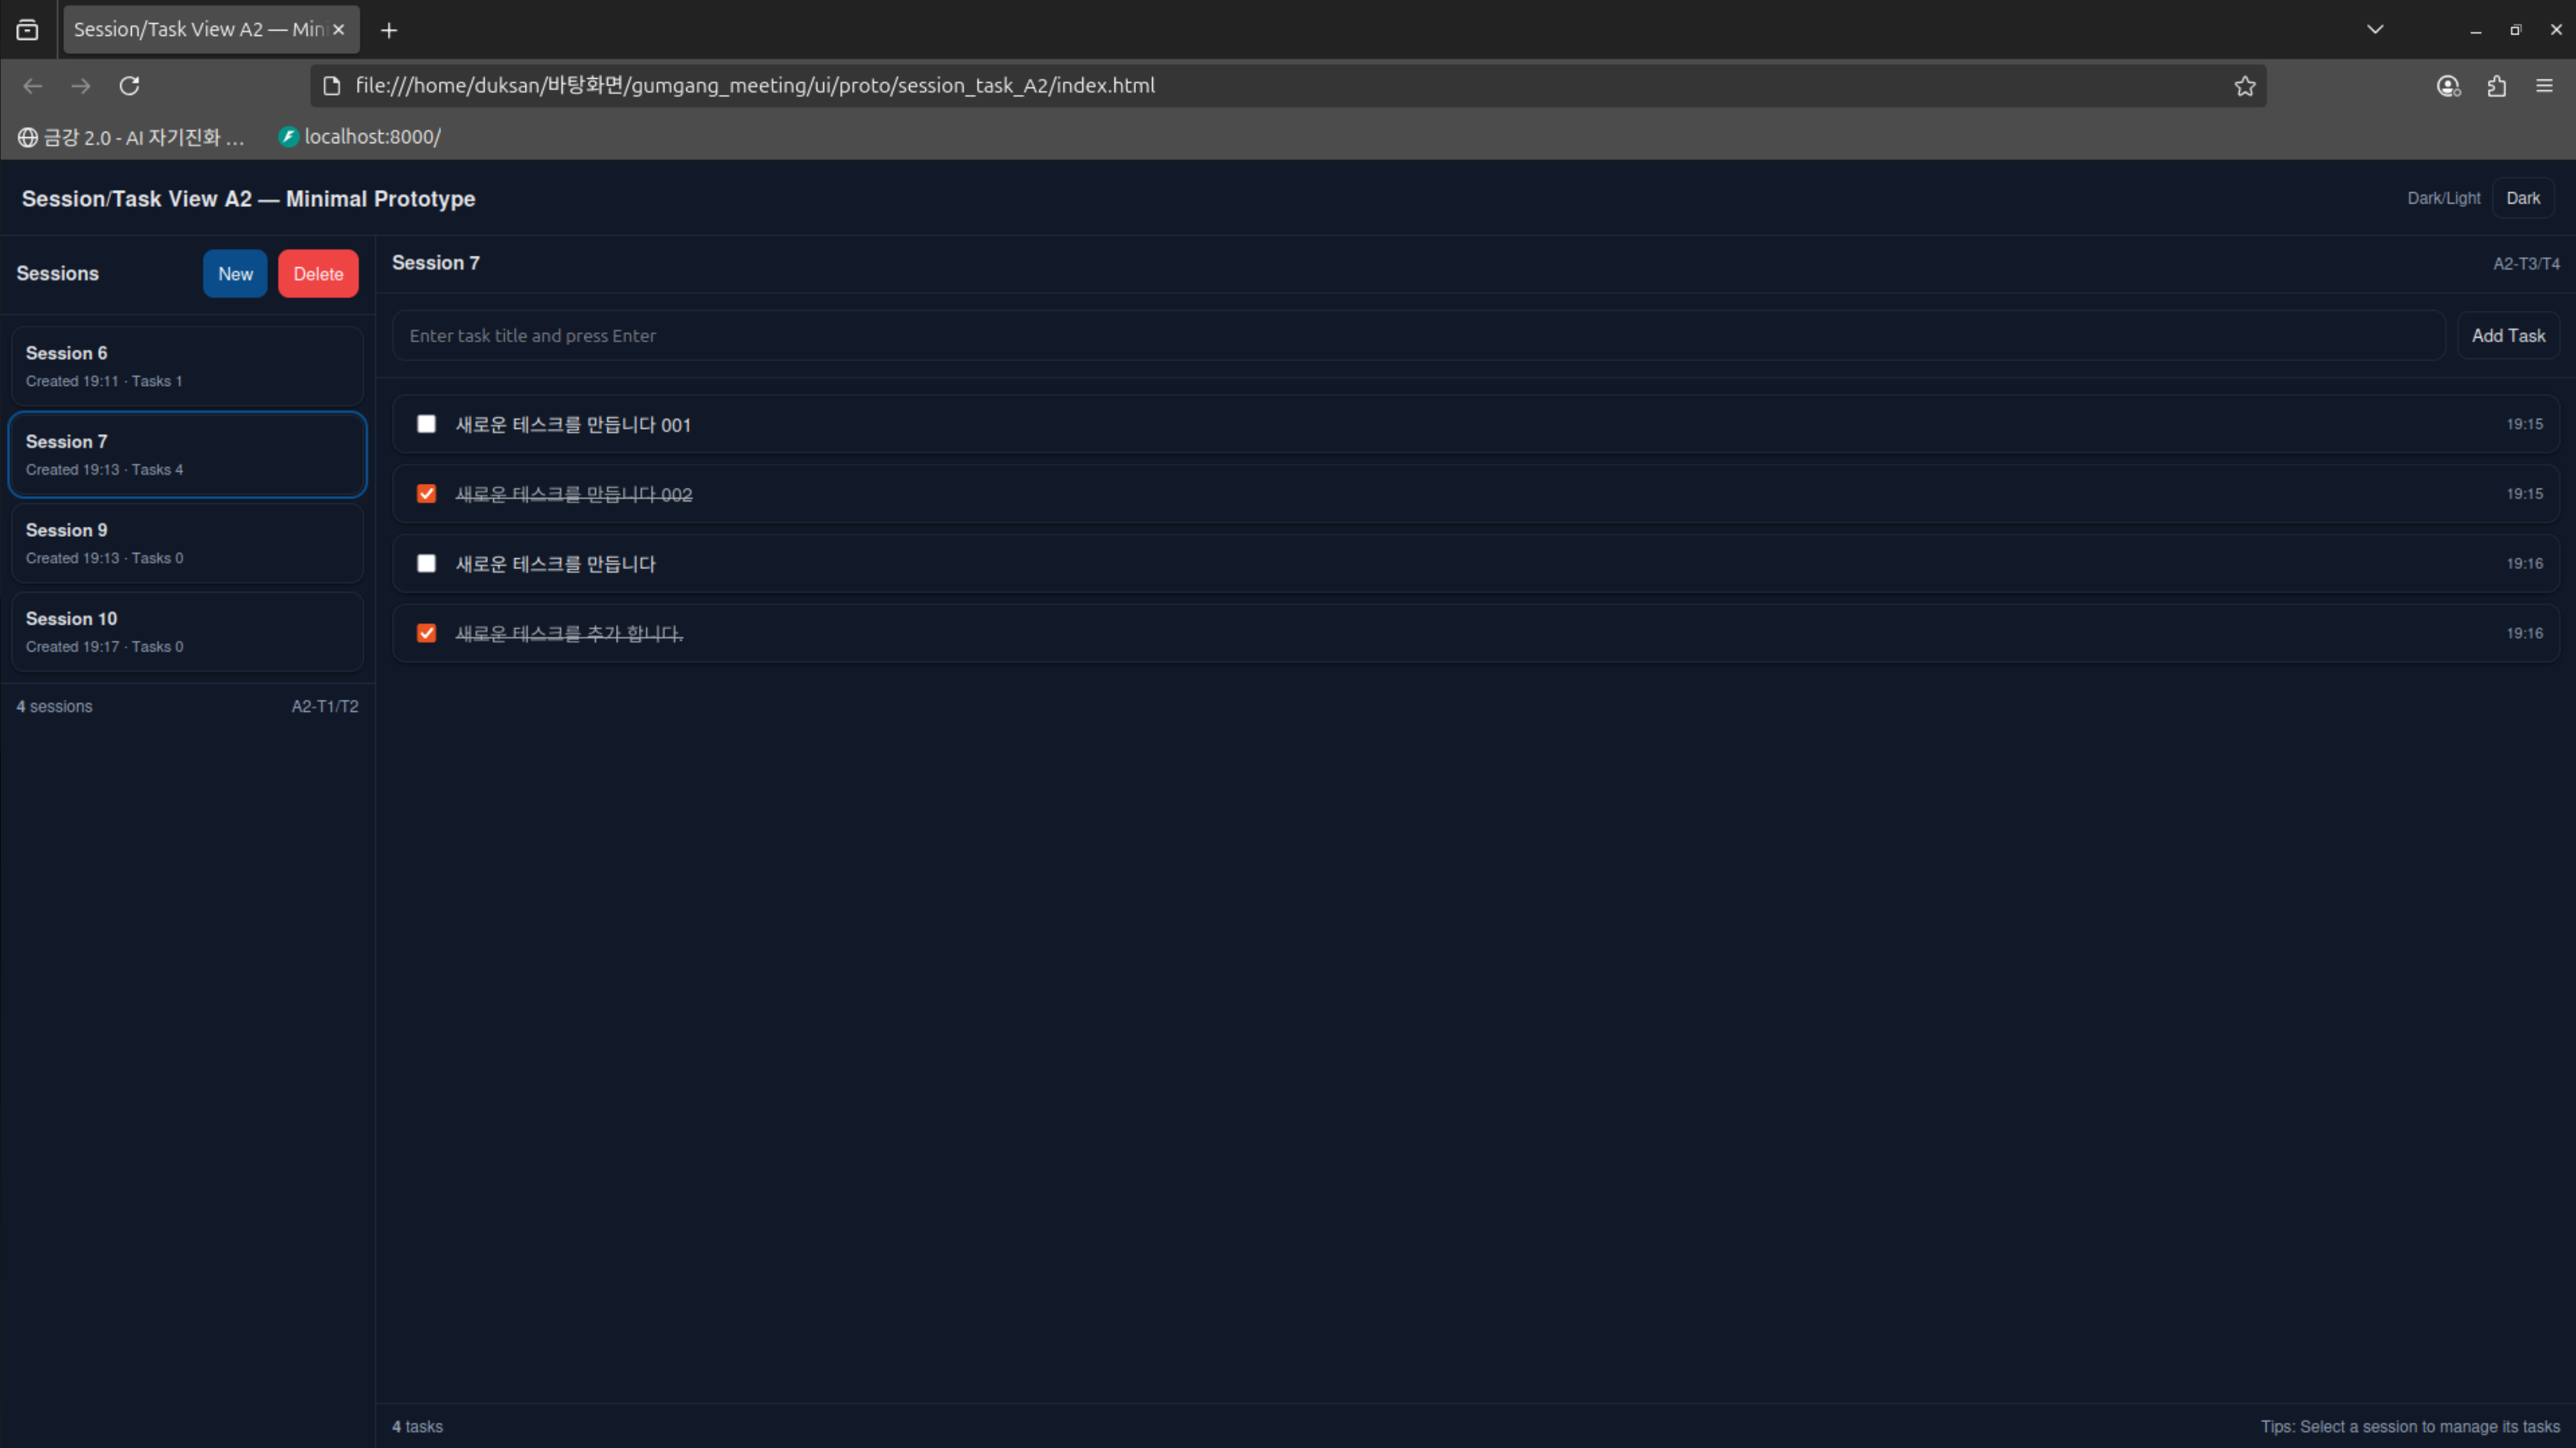 Session/Task View A2 — Min
file:///home/duksan/바탕화면/gumgang_meeting/ui/proto/session_task_A2/index.html
금강 2.0 - AI 자기진화 ...
localhost:8000/
Session/Task View A2 — Minimal Prototype
Dark/Light
Dark
Sessions
New
Delete
Session 6
Created 19:11 · Tasks 1
Session 7
Created 19:13 · Tasks 4
Session 9
Created 19:13 · Tasks 0
Session 10
Created 19:17 · Tasks 0
4 sessions
A2-T1/T2
Session 7
A2-T3/T4
Enter task title and press Enter
Add Task
새로운 테스크를 만듭니다 001
19:15
새로운 테스크를 만듭니다 002
19:15
새로운 테스크를 만듭니다
19:16
새로운 테스크를 추가 합니다.
19:16
4 tasks
Tips: Select a session to manage its tasks